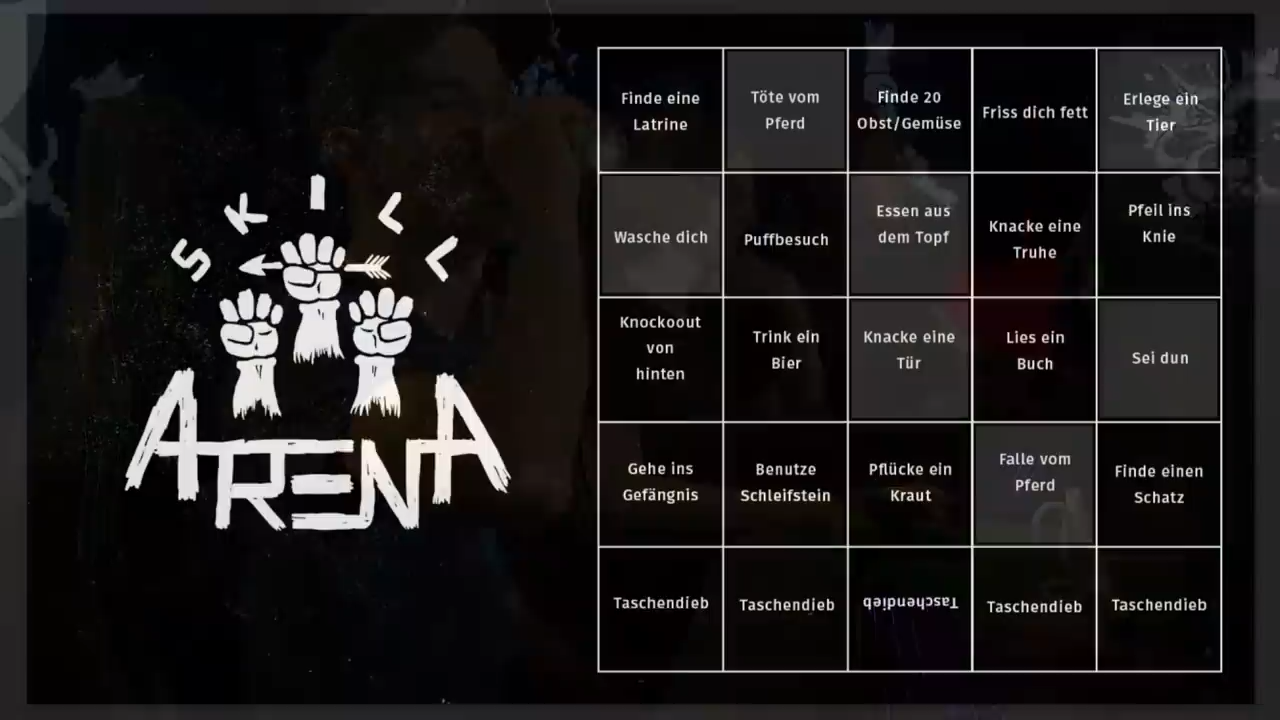 SKILL
ARENA
Finde eine
Latrine
Töte vom
Pferd
Finde 20
Obst/Gemüse
Friss dich fett
Erlege ein
Tier
Wasche dich
Puffbesuch
Essen aus
dem Topf
Knacke eine
Truhe
Pfeil ins
Knie
Knockoout
von
hinten
Trink ein
Bier
Knacke eine
Tür
Lies ein
Buch
Sei dun
Gehe ins
Gefängnis
Benutze
Schleifstein
Pflücke ein
Kraut
Falle vom
Pferd
Finde einen
Schatz
Taschendieb
Taschendieb
Taschendieb
Taschendieb
Taschendieb